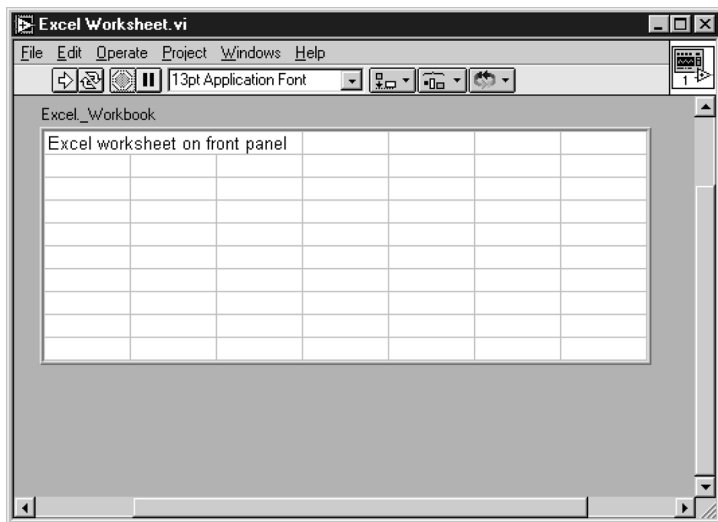 Excel Worksheet.vi
File Edit Operate Project Windows Help
13pt Application Font
1
Excel._Workbook
Excel worksheet on front panel